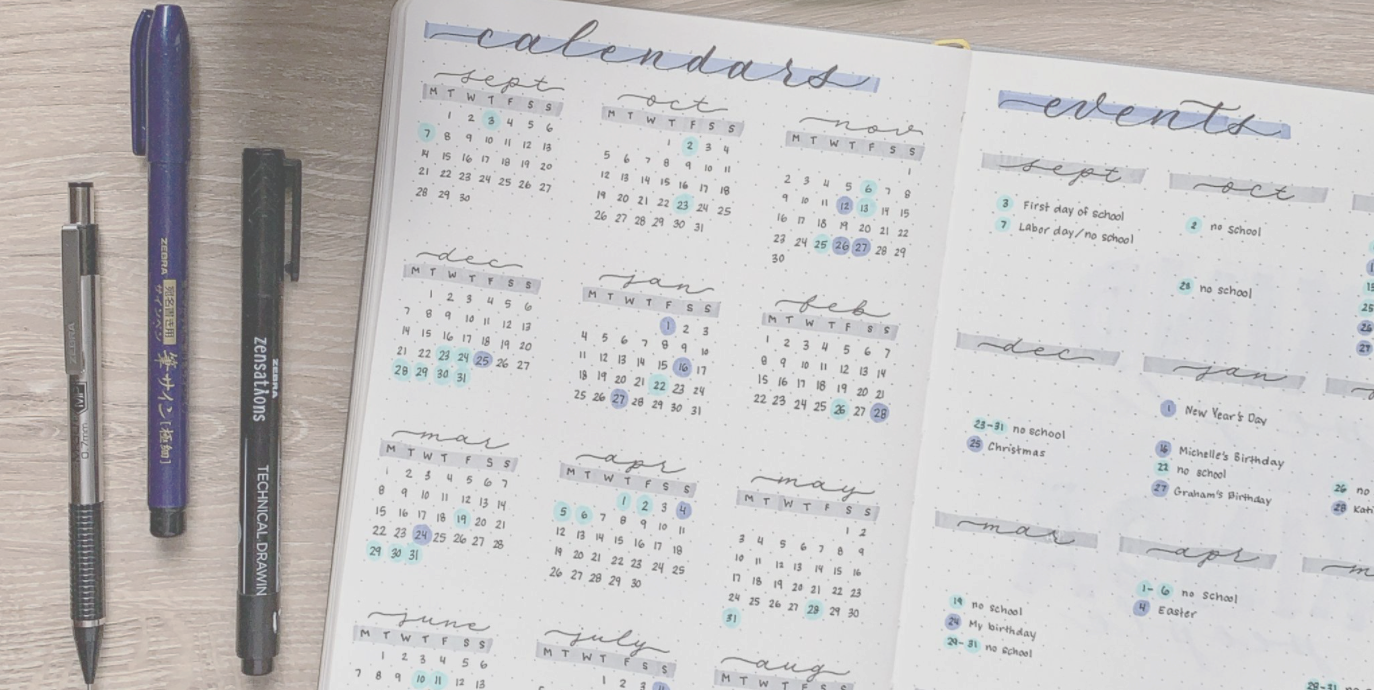 calendars
sept
M T W T F S S
1 2 3 4 5 6
7 8 9 10 11 12 13
14 15 16 17 18 19 20
21 22 23 24 25 26 27
28 29 30
oct
M T W T F S S
1 2 3 4
5 6 7 8 9 10 11
12 13 14 15 16 17 18
19 20 21 22 23 24 25
26 27 28 29 30 31
nov
M T W T F S S
1
2 3 4 5 6 7 8
9 10 11 12 13 14 15
16 17 18 19 20 21 22
23 24 25 26 27 28 29
30
dec
M T W T F S S
1 2 3 4 5 6
7 8 9 10 11 12 13
14 15 16 17 18 19 20
21 22 23 24 25 26 27
28 29 30 31
jan
M T W T F S S
1 2 3
4 5 6 7 8 9 10
11 12 13 14 15 16 17
18 19 20 21 22 23 24
25 26 27 28 29 30 31
feb
M T W T F S S
1 2 3 4 5 6 7
8 9 10 11 12 13 14
15 16 17 18 19 20 21
22 23 24 25 26 27 28
mar
M T W T F S S
1 2 3 4 5 6 7
8 9 10 11 12 13 14
15 16 17 18 19 20 21
22 23 24 25 26 27 28
29 30 31
apr
M T W T F S S
1 2 3 4
5 6 7 8 9 10 11
12 13 14 15 16 17 18
19 20 21 22 23 24 25
26 27 28 29 30
may
M T W T F S S
1 2
3 4 5 6 7 8 9
10 11 12 13 14 15 16
17 18 19 20 21 22 23
24 25 26 27 28 29 30
31
june
M T W T F S S
1 2 3 4 5 6
7 8 9 10 11 12 13
july
M T W T F S S
1 2 3
aug
M T W T F S S
events
sept
3 First day of school
7 Labor day/no school
oct
2 no school
no school
dec
23-31 no school
25 Christmas
jan
1 New Year's Day
16 Michelle's Birthday
22 no school
27 Graham's Birthday
26 no
28 Kati
mar
19 no school
24 My birthday
29-31 no school
apr
1-6 no school
4 Easter
ZEBRA
サインペン
筆サイン[極細]
ZEBRA
zensations
TECHNICAL DRAWIN